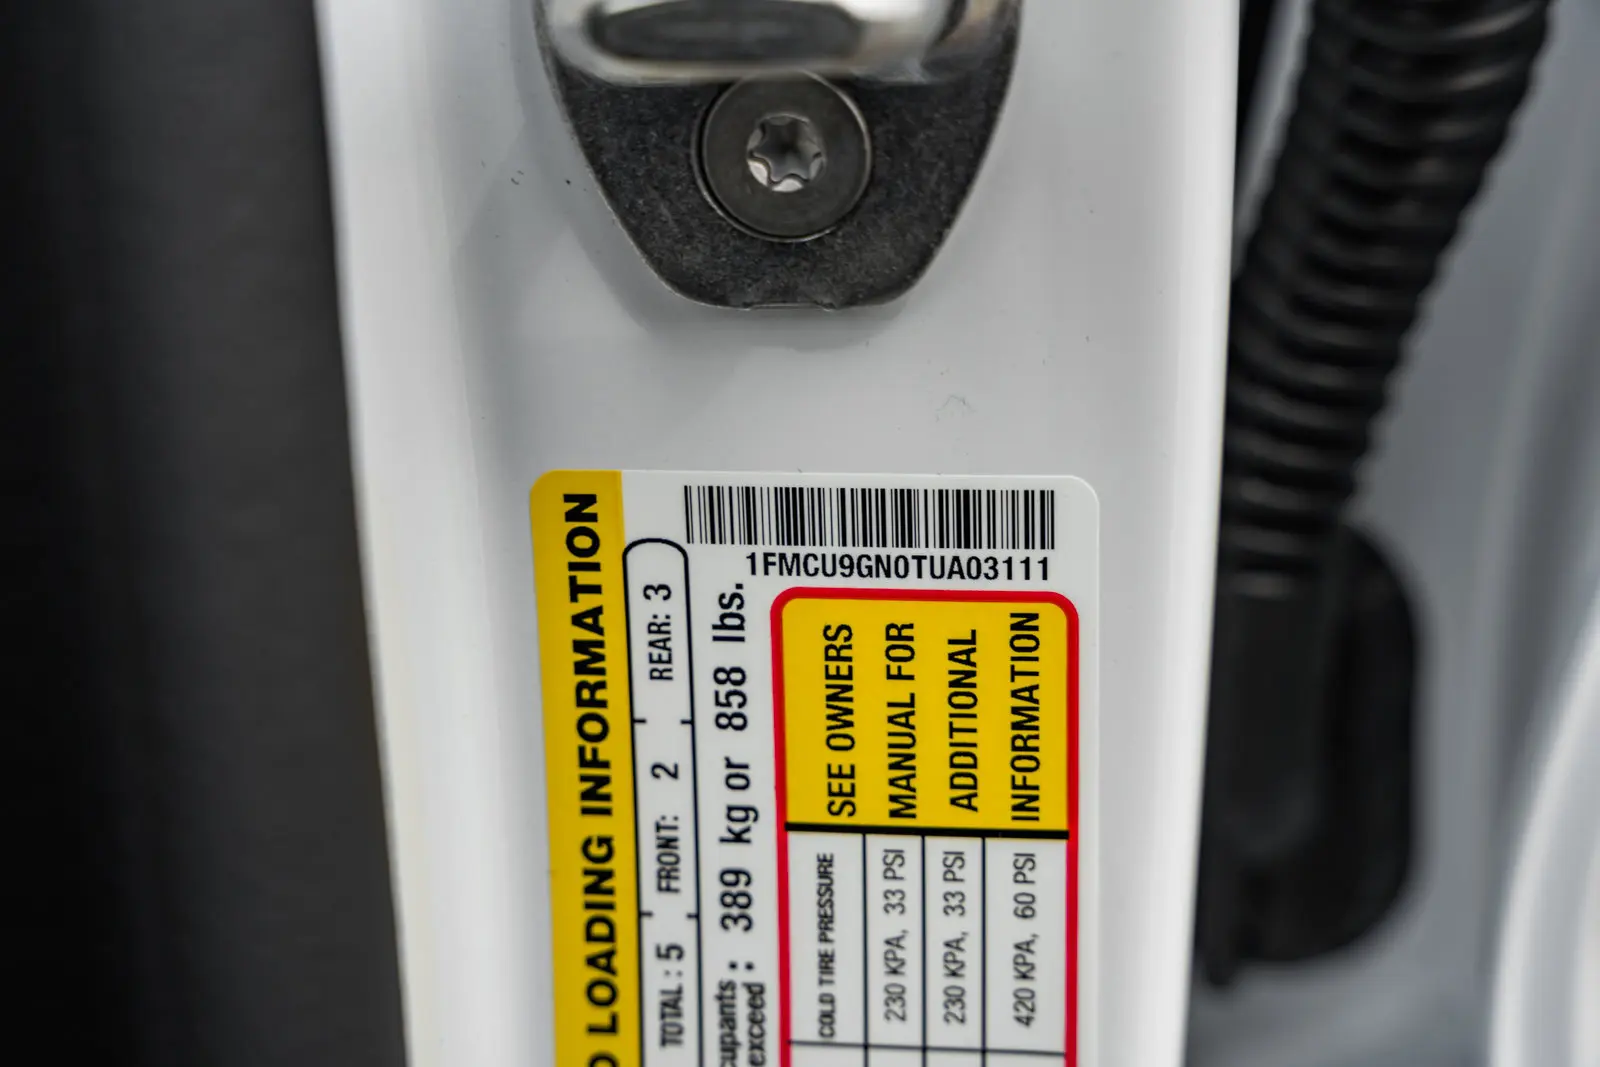 1FMCU9GN0TUA03111
LOADING INFORMATION
TOTAL : 5 FRONT: 2 REAR: 3
: 389 kg or 858 lbs.
exceed
COLD TIRE PRESSURE
230 KPA, 33 PSI
230 KPA, 33 PSI
420 KPA, 60 PSI
SEE OWNERS
MANUAL FOR
ADDITIONAL
INFORMATION